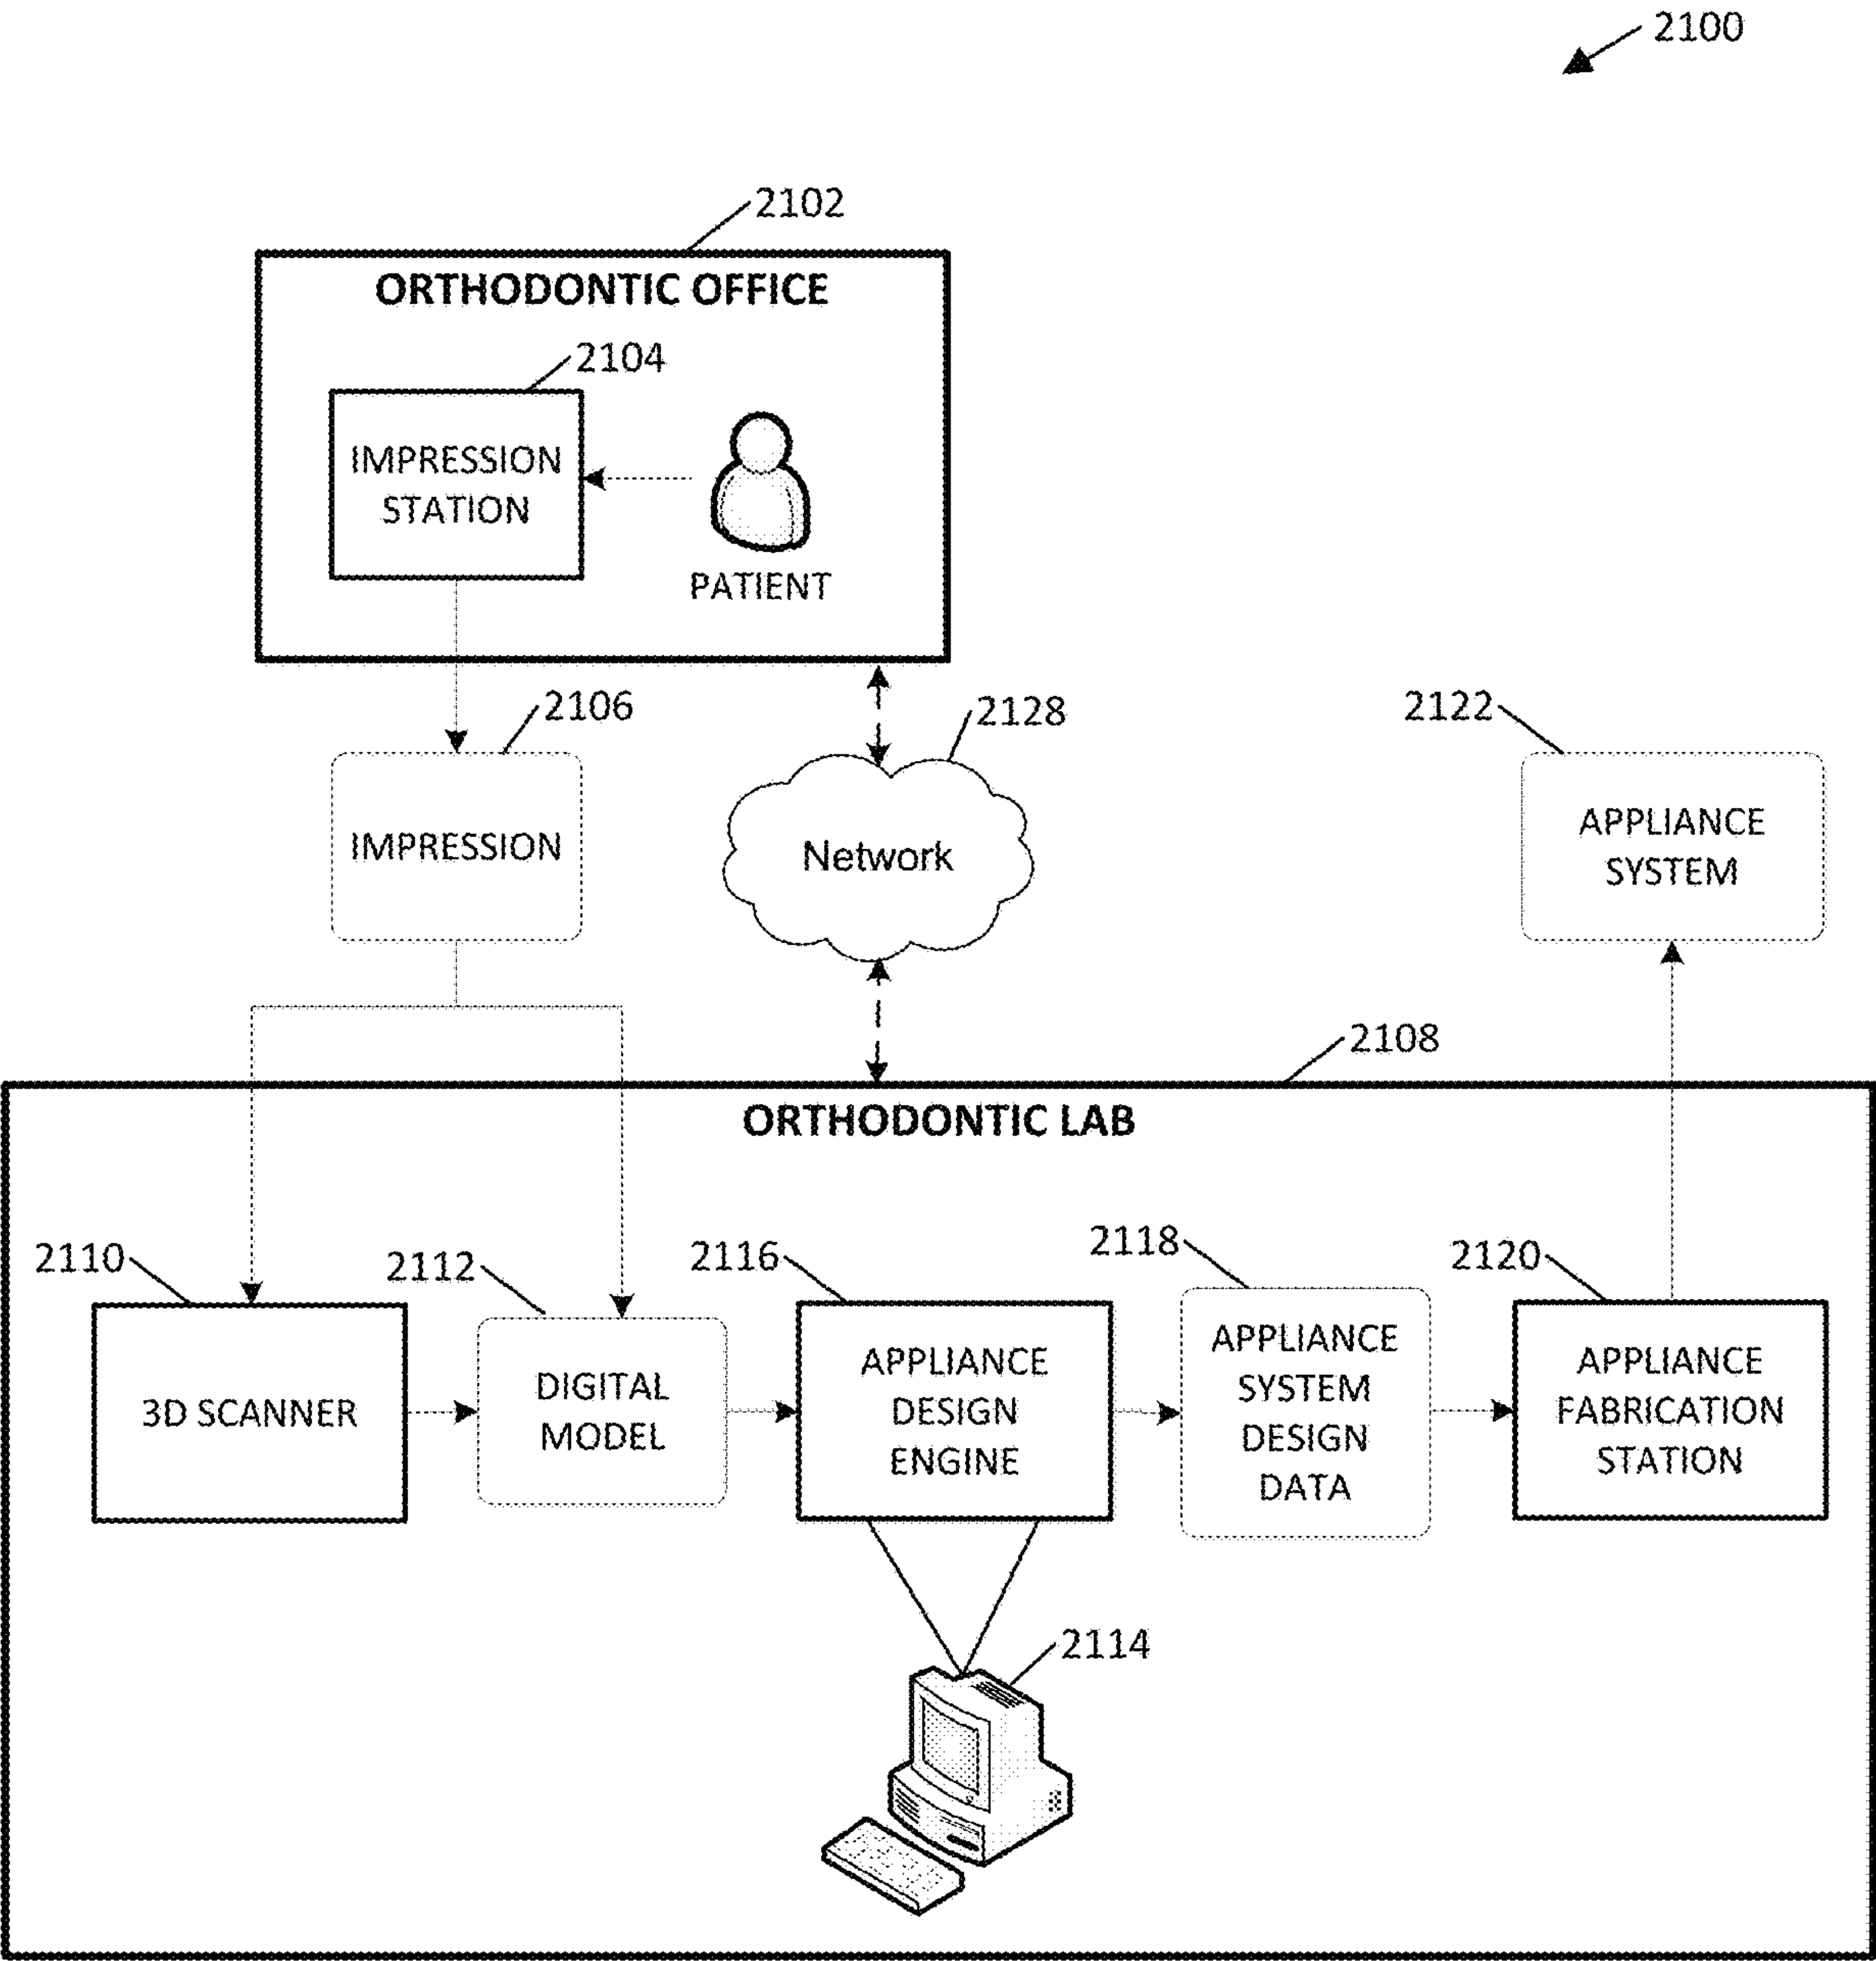 2100
2102
ORTHODONTIC OFFICE
2104
IMPRESSION
STATION
PATIENT
2106
2128
2122
IMPRESSION
Network
APPLIANCE
SYSTEM
2108
ORTHODONTIC LAB
2110
2112
2116
2118
2120
3D SCANNER
DIGITAL
MODEL
APPLIANCE
DESIGN
ENGINE
APPLIANCE
SYSTEM
DESIGN
DATA
APPLIANCE
FABRICATION
STATION
2114